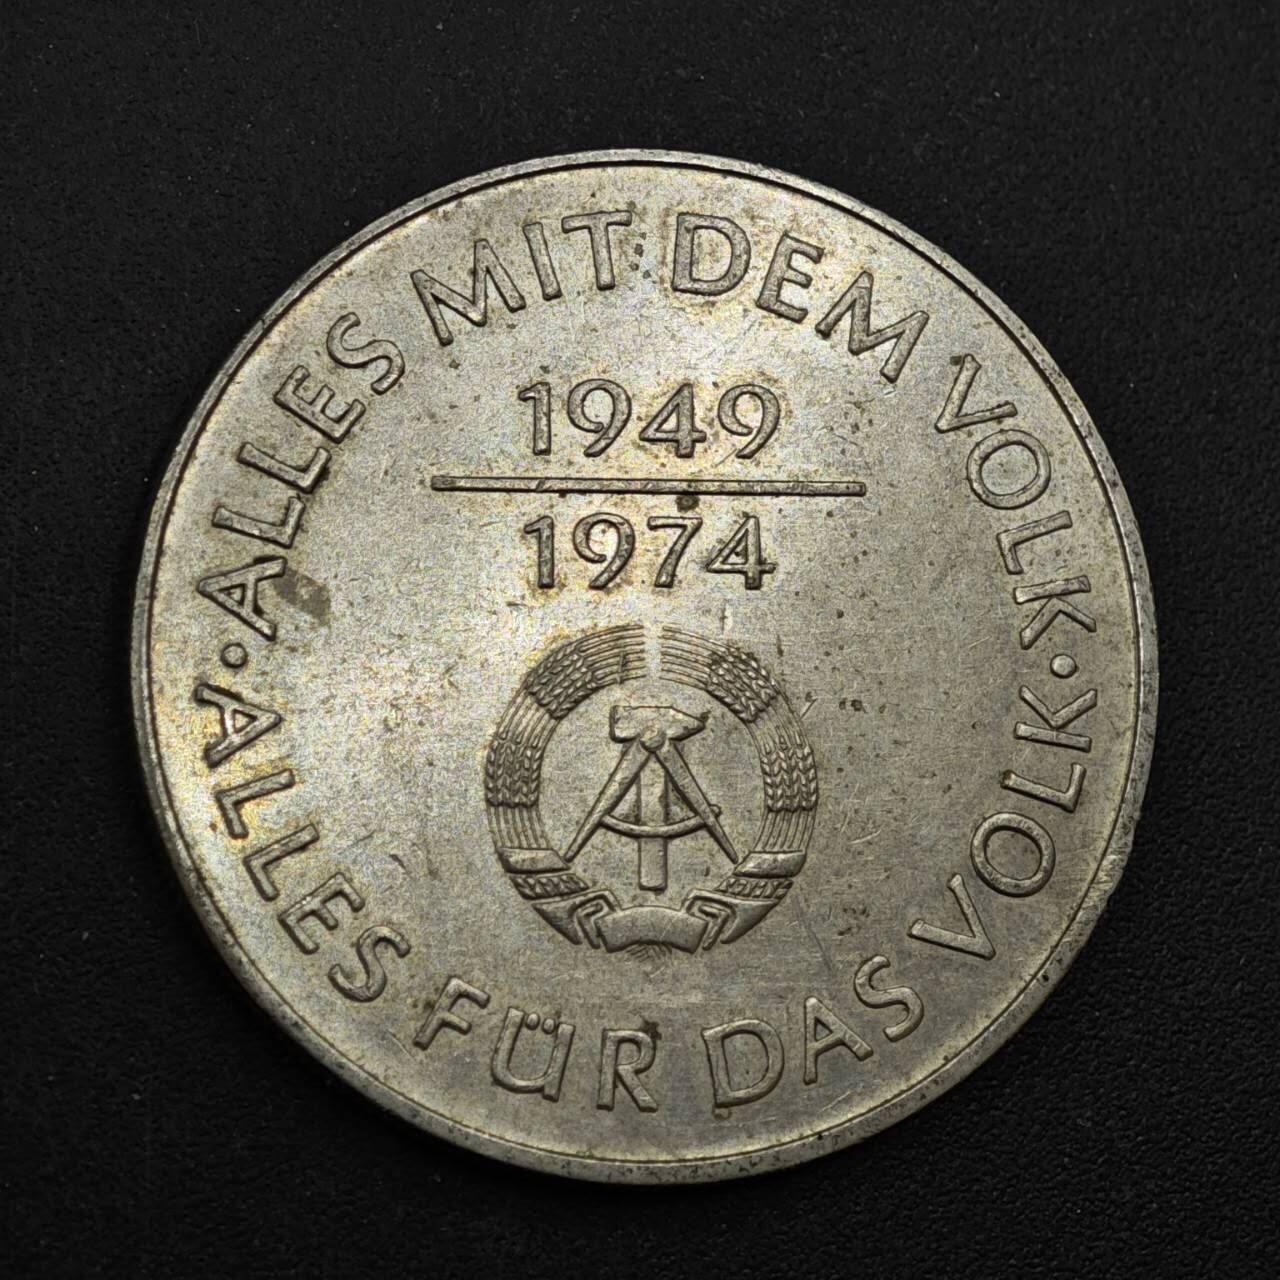 · ALLES MIT DEM VOLK ·
1949
1974
ALLES FÜR DAS VOLK